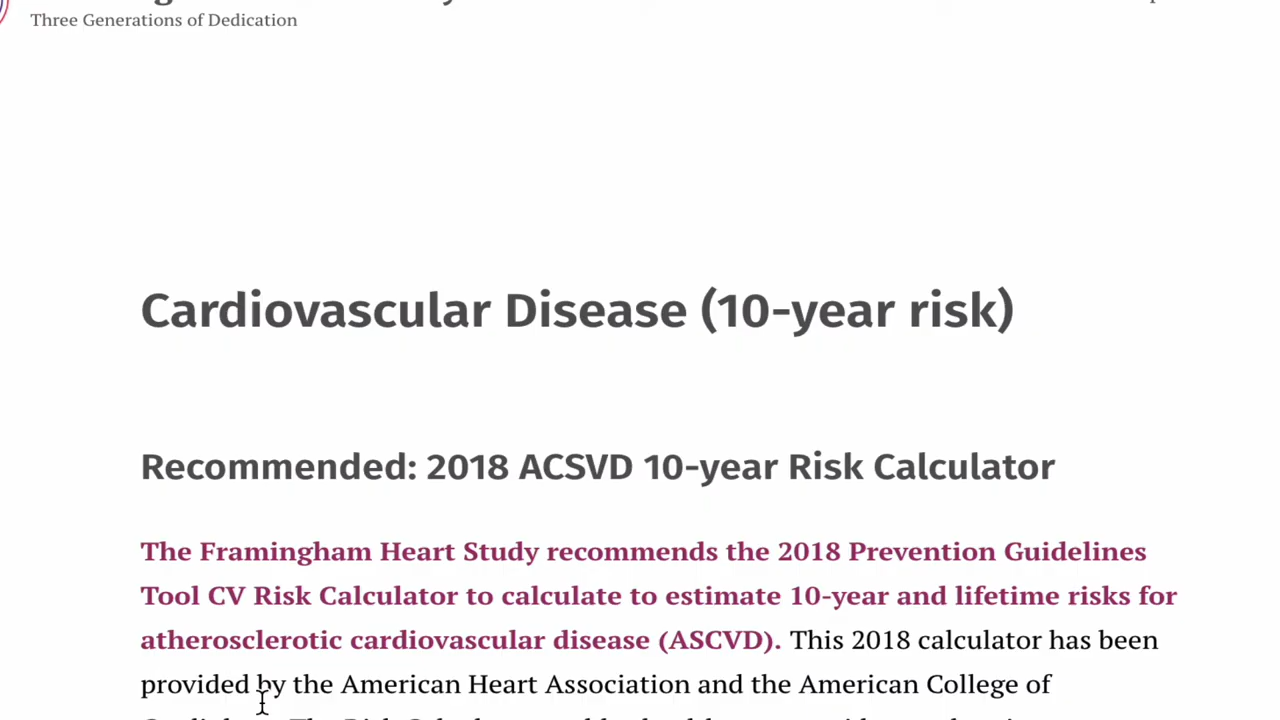 Three Generations of Dedication
Cardiovascular Disease (10-year risk)
Recommended: 2018 ACSVD 10-year Risk Calculator
The Framingham Heart Study recommends the 2018 Prevention Guidelines
Tool CV Risk Calculator to calculate to estimate 10-year and lifetime risks for
atherosclerotic cardiovascular disease (ASCVD). This 2018 calculator has been
provided by the American Heart Association and the American College of